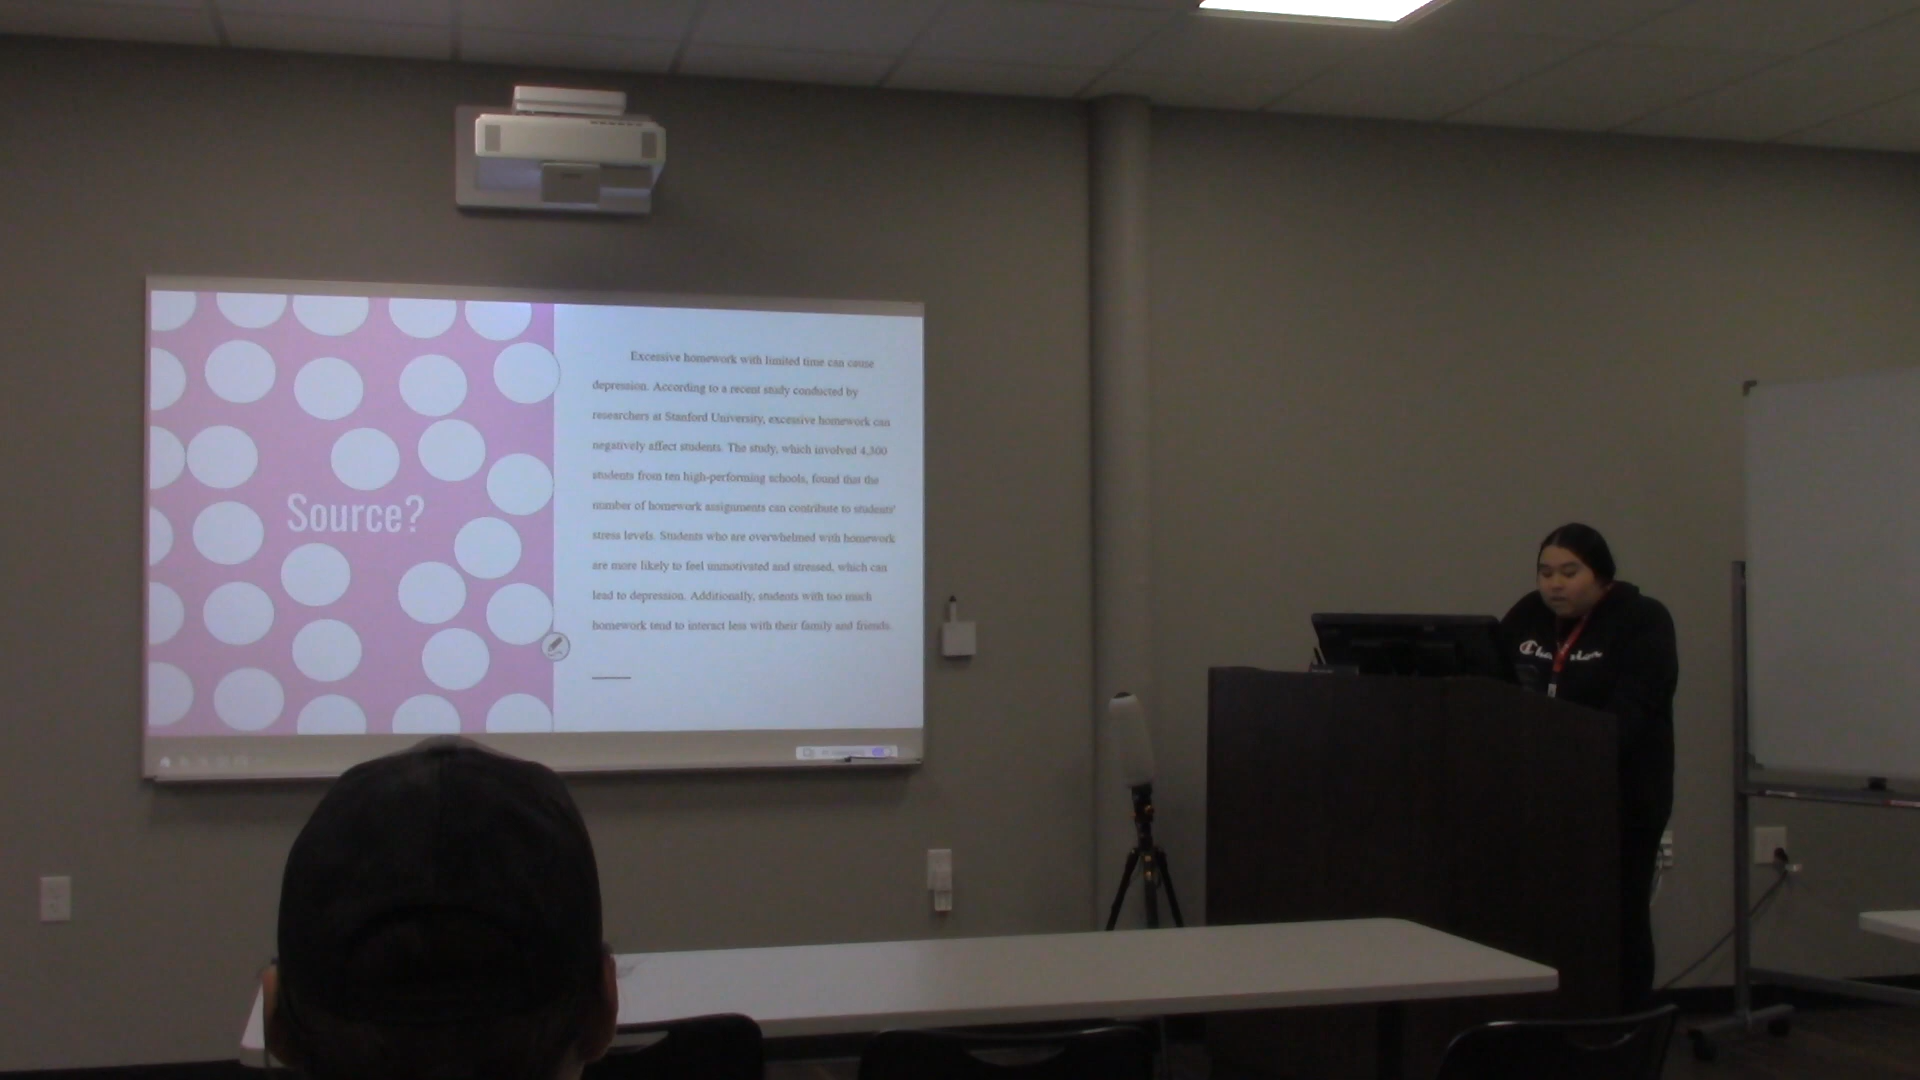 Source?
Excessive homework with limited time can cause
depression. According to a recent study conducted by
researchers at Stanford University, excessive homework can
negatively affect students. The study, which involved 4,300
students from ten high-performing schools, found that the
number of homework assignments can contribute to students'
stress levels. Students who are overwhelmed with homework
are more likely to feel unmotivated and stressed, which can
lead to depression. Additionally, students with too much
homework tend to interact less with their family and friends.
Champion